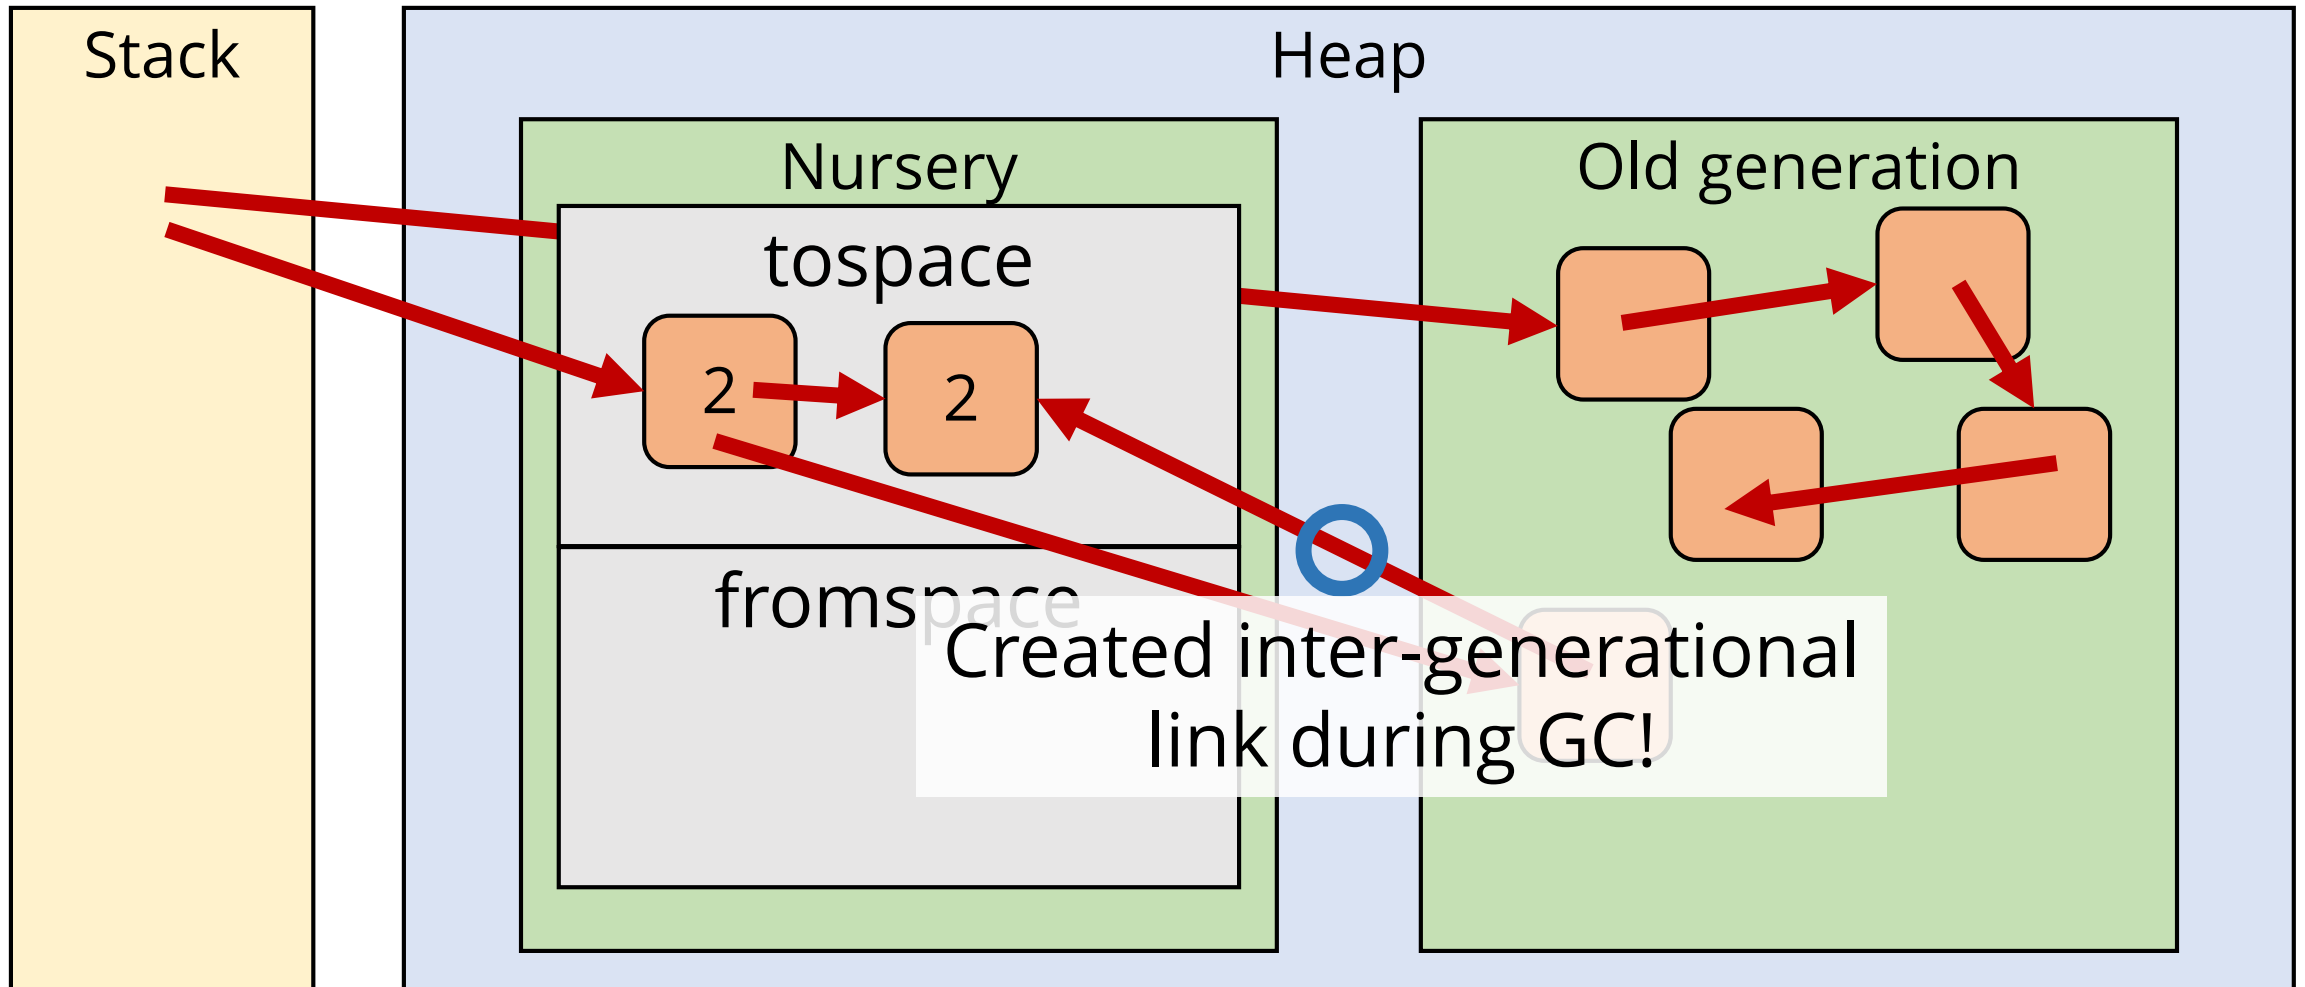 Stack
Heap
Nursery
Old generation
tospace
2
2
fromspace
Created inter-generational
link during GC!